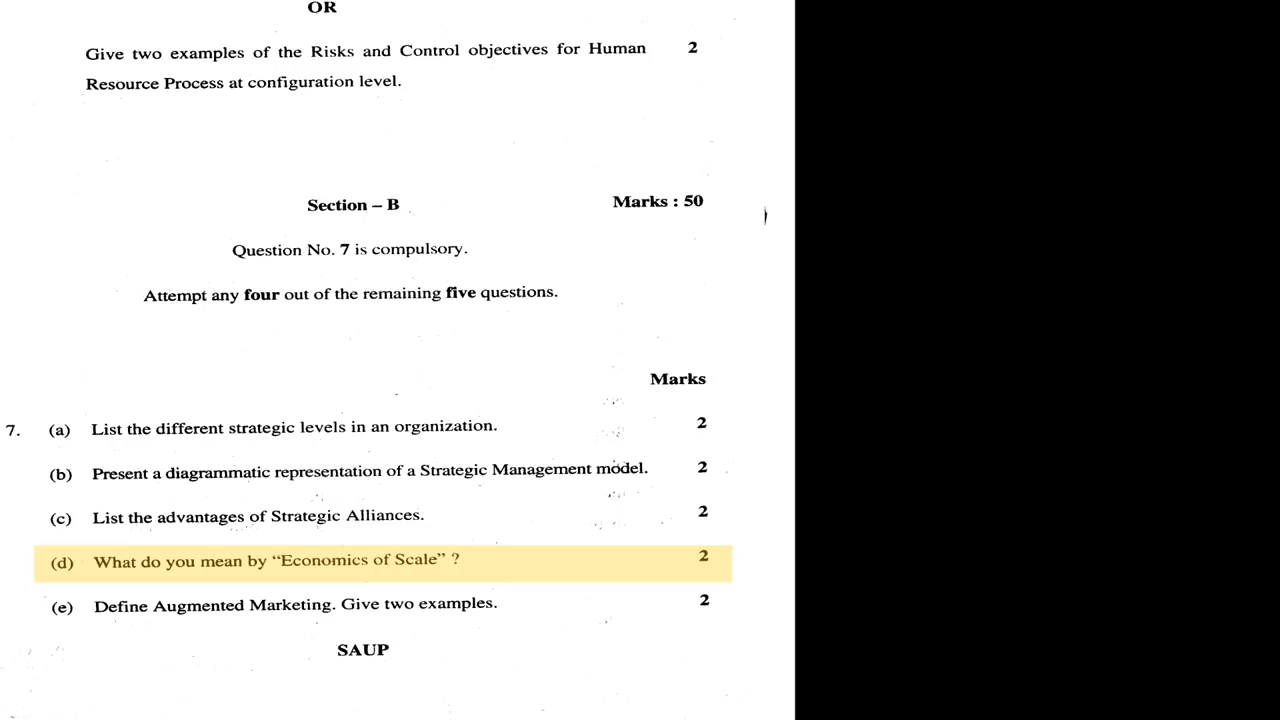 OR
Give two examples of the Risks and Control objectives for Human 2
Resource Process at configuration level.
Section – B Marks : 50
Question No. 7 is compulsory.
Attempt any four out of the remaining five questions.
Marks
7. (a) List the different strategic levels in an organization. 2
(b) Present a diagrammatic representation of a Strategic Management model. 2
(c) List the advantages of Strategic Alliances. 2
(d) What do you mean by “Economics of Scale” ? 2
(e) Define Augmented Marketing. Give two examples. 2
SAUP